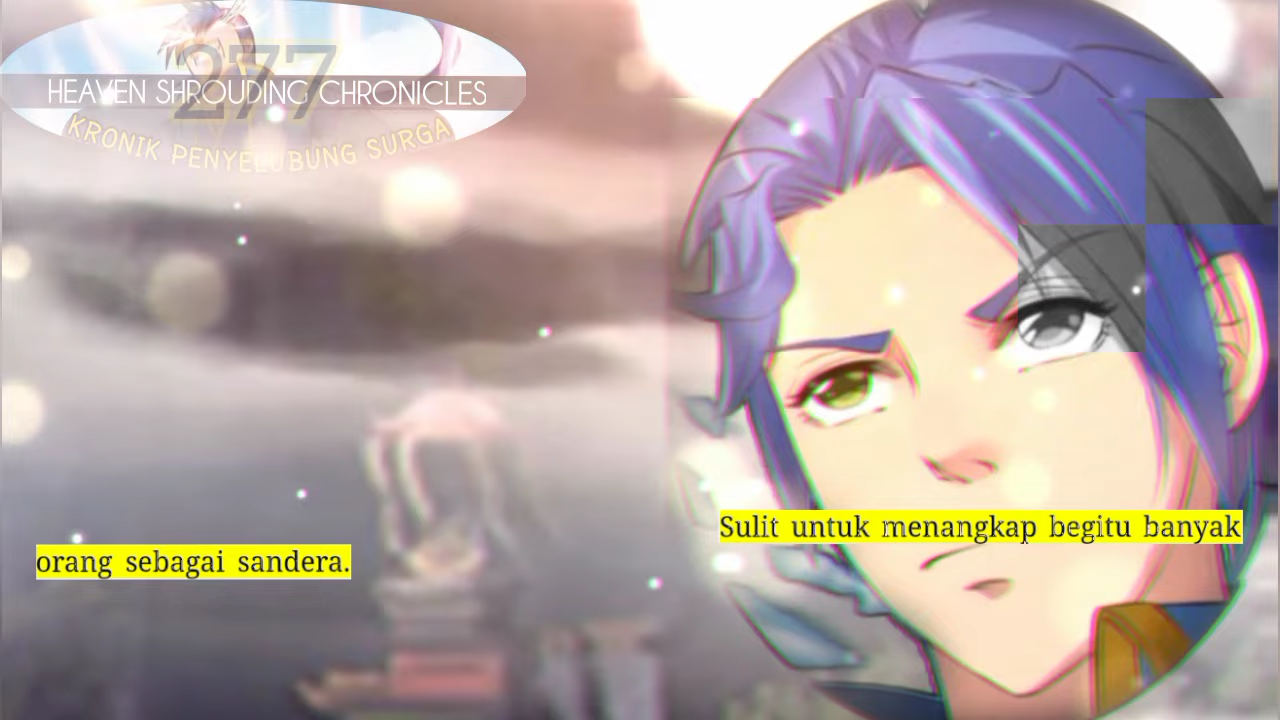 277
HEAVEN SHROUDING CHRONICLES
KRONIK PENYELUBUNG SURGA
Sulit untuk menangkap begitu banyak
orang sebagai sandera.